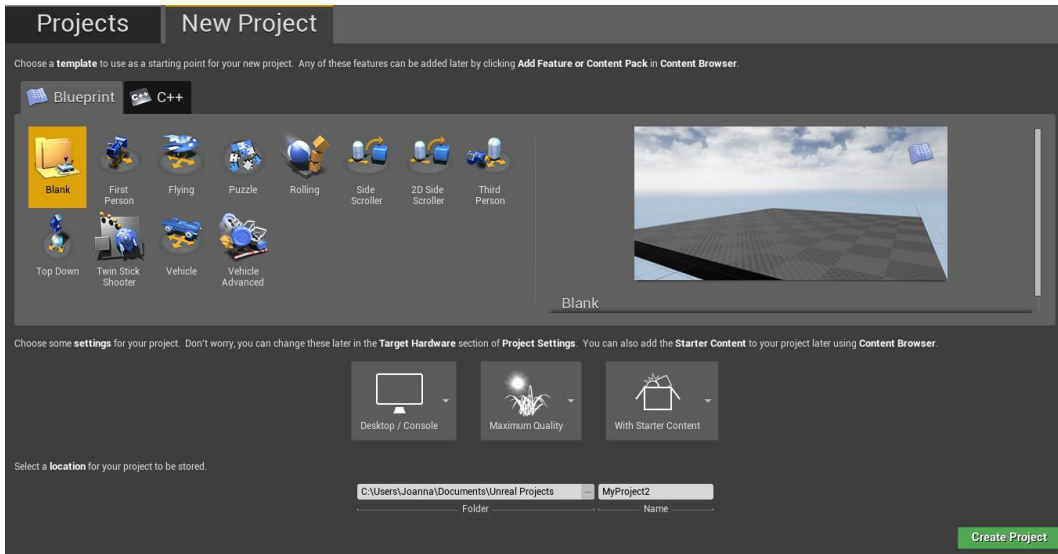 Projects
New Project
Choose a template to use as a starting point for your new project. Any of these features can be added later by clicking Add Feature or Content Pack in Content Browser.
Blueprint
C++
C++
Blank
First
Person
Flying
Puzzle
Rolling
Side
Scroller
2D Side
Scroller
Third
Person
Top Down
Twin Stick
Shooter
Vehicle
Vehicle
Advanced
Blank
Choose some settings for your project. Don't worry, you can change these later in the Target Hardware section of Project Settings. You can also add the Starter Content to your project later using Content Browser.
Desktop / Console
Maximum Quality
With Starter Content
Select a location for your project to be stored.
C:\Users\Joanna\Documents\Unreal Projects
...
MyProject2
Folder
Name
Create Project